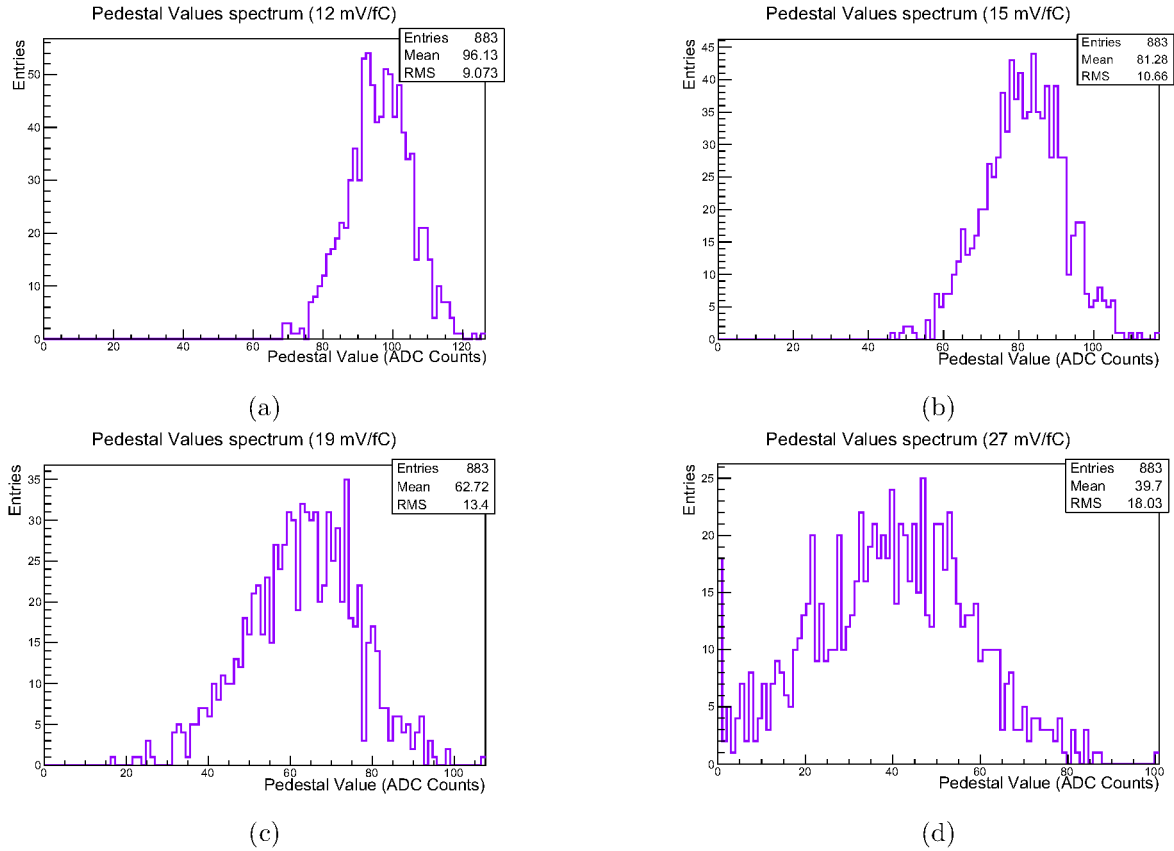 Pedestal Values spectrum (12 mV/fC)
Entries 883
Mean 96.13
RMS 9.073
Entries
50
40
30
20
10
0
0 20 40 60 80 100 120
Pedestal Value (ADC Counts)
(a)
Pedestal Values spectrum (15 mV/fC)
Entries 883
Mean 81.28
RMS 10.66
Entries
45
40
35
30
25
20
15
10
5
0
0 20 40 60 80 100
Pedestal Value (ADC Counts)
(b)
Pedestal Values spectrum (19 mV/fC)
Entries 883
Mean 62.72
RMS 13.4
Entries
35
30
25
20
15
10
5
0
0 20 40 60 80 100
Pedestal Value (ADC Counts)
(c)
Pedestal Values spectrum (27 mV/fC)
Entries 883
Mean 39.7
RMS 18.03
Entries
25
20
15
10
5
0
0 20 40 60 80 100
Pedestal Value (ADC Counts)
(d)